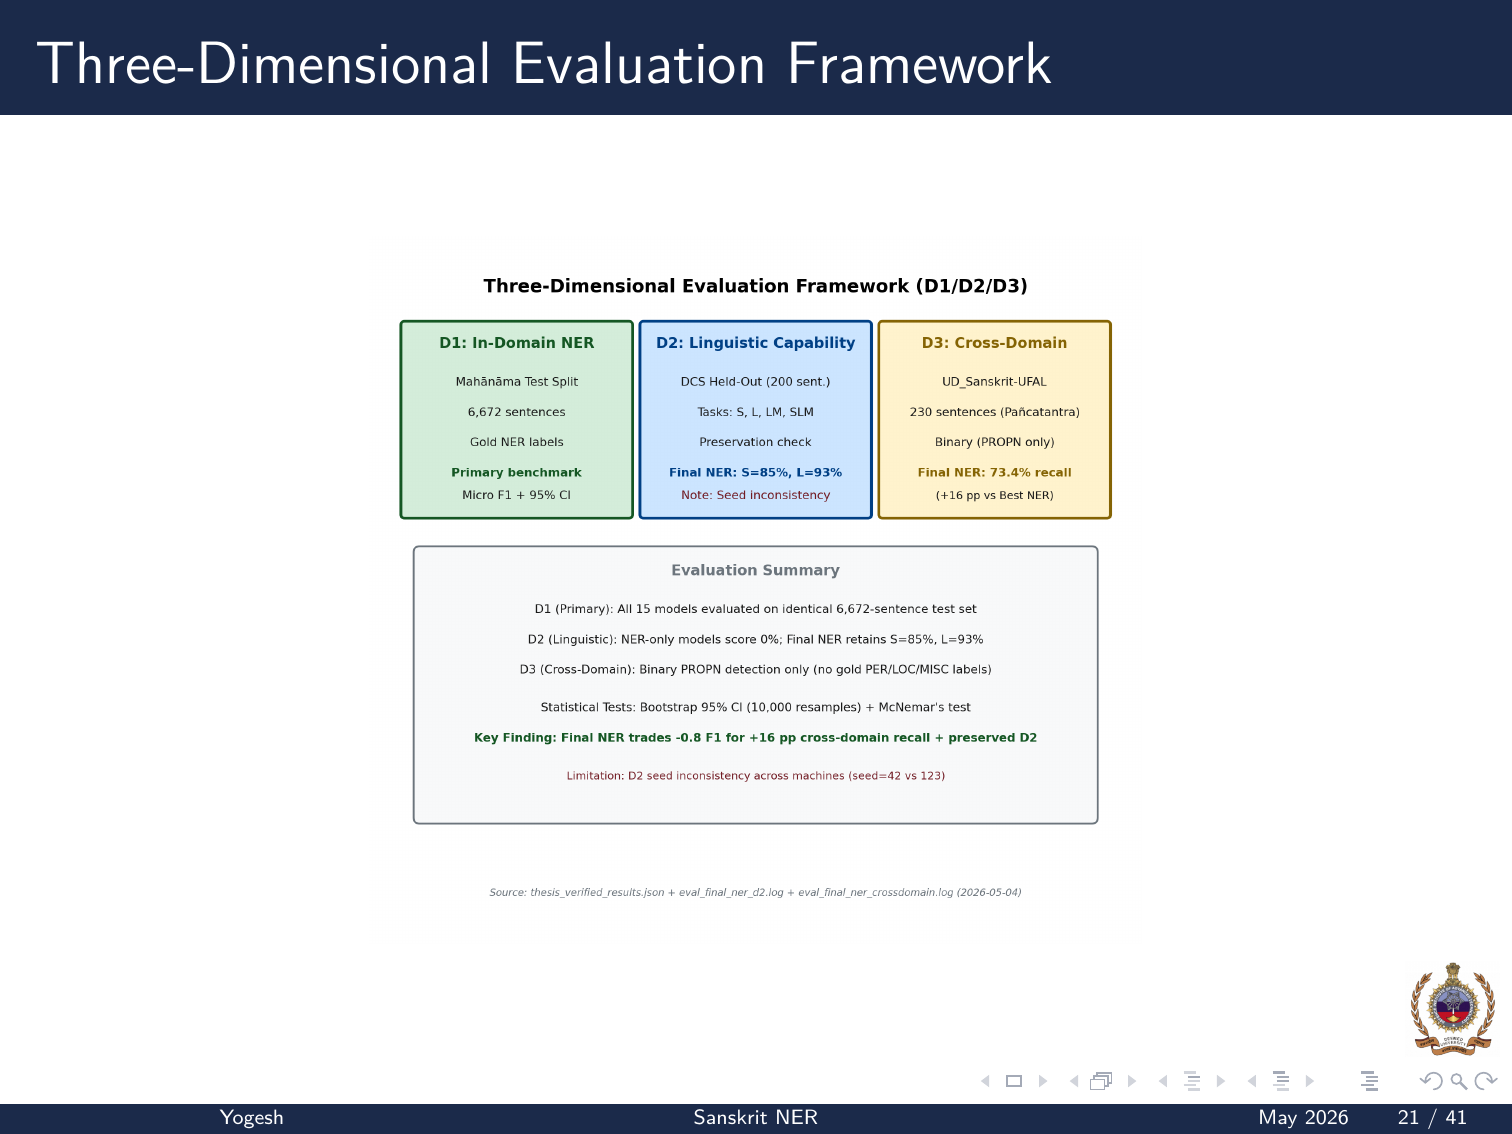 Three-Dimensional Evaluation Framework
Three-Dimensional Evaluation Framework (D1/D2/D3)
D1: In-Domain NER
Mahānāma Test Split
6,672 sentences
Gold NER labels
Primary benchmark
Micro F1 + 95% CI
D2: Linguistic Capability
DCS Held-Out (200 sent.)
Tasks: S, L, LM, SLM
Preservation check
Final NER: S=85%, L=93%
Note: Seed inconsistency
D3: Cross-Domain
UD_Sanskrit-UFAL
230 sentences (Pañcatantra)
Binary (PROPN only)
Final NER: 73.4% recall
(+16 pp vs Best NER)
Evaluation Summary
D1 (Primary): All 15 models evaluated on identical 6,672-sentence test set
D2 (Linguistic): NER-only models score 0%; Final NER retains S=85%, L=93%
D3 (Cross-Domain): Binary PROPN detection only (no gold PER/LOC/MISC labels)
Statistical Tests: Bootstrap 95% CI (10,000 resamples) + McNemar's test
Key Finding: Final NER trades -0.8 F1 for +16 pp cross-domain recall + preserved D2
Limitation: D2 seed inconsistency across machines (seed=42 vs 123)
Source: thesis_verified_results.json + eval_final_ner_d2.log + eval_final_ner_crossdomain.log (2026-05-04)
Yogesh
Sanskrit NER
May 2026
21 / 41